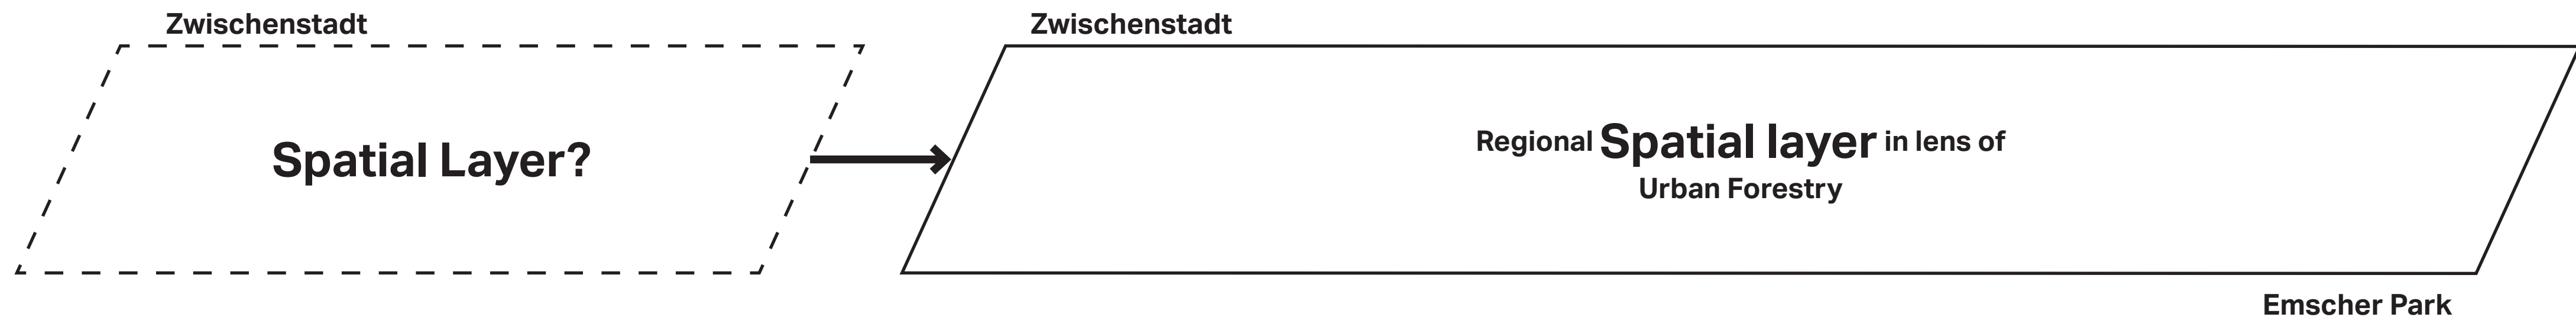 Zwischenstadt
Spatial Layer?
Zwischenstadt
Regional Spatial layer in lens of
Urban Forestry
Emscher Park